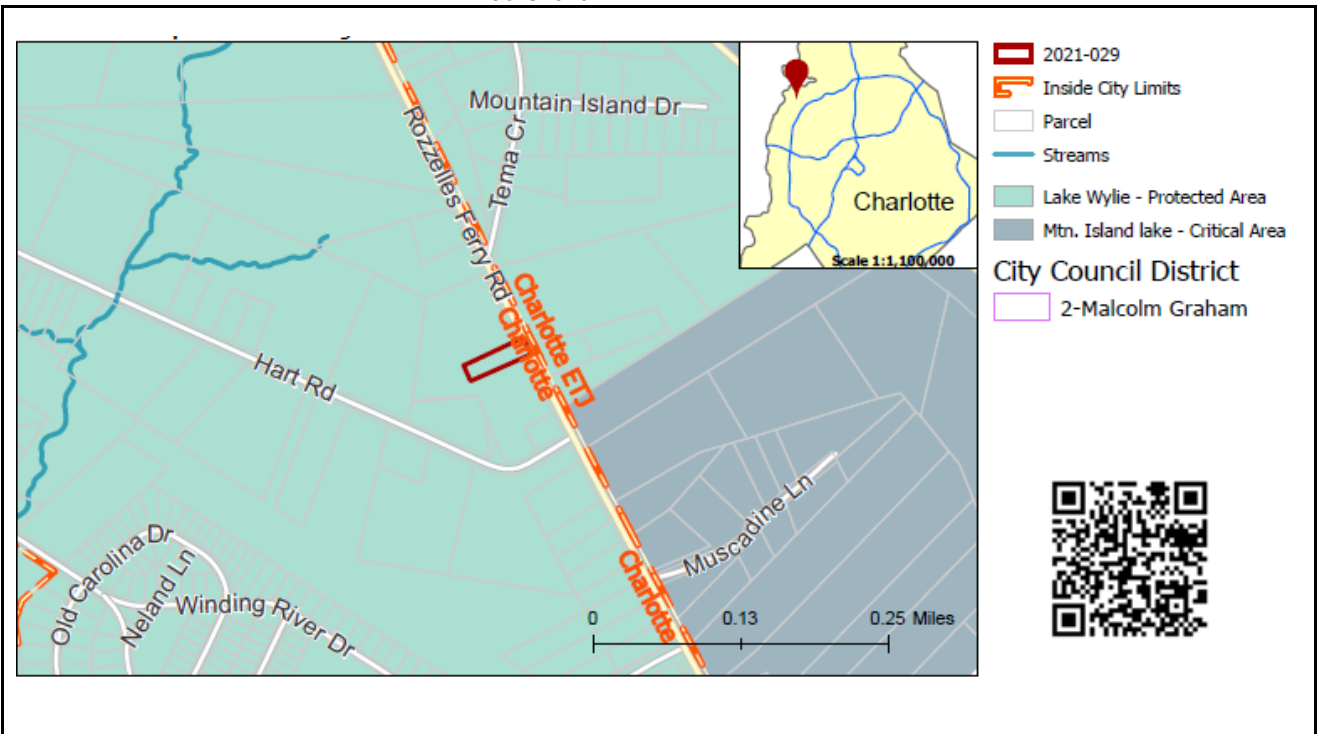 Mountain Island Dr
Tema Cr
Rozzelles Ferry Rd
Charlotte ETJ
Charlotte
Hart Rd
Muscadine Ln
Charlotte
Old Carolina Dr
Neland Ln
Winding River Dr
0 0.13 0.25 Miles
Charlotte
Scale 1:1,100,000
2021-029
Inside City Limits
Parcel
Streams
Lake Wylie - Protected Area
Mtn. Island lake - Critical Area
City Council District
2-Malcolm Graham